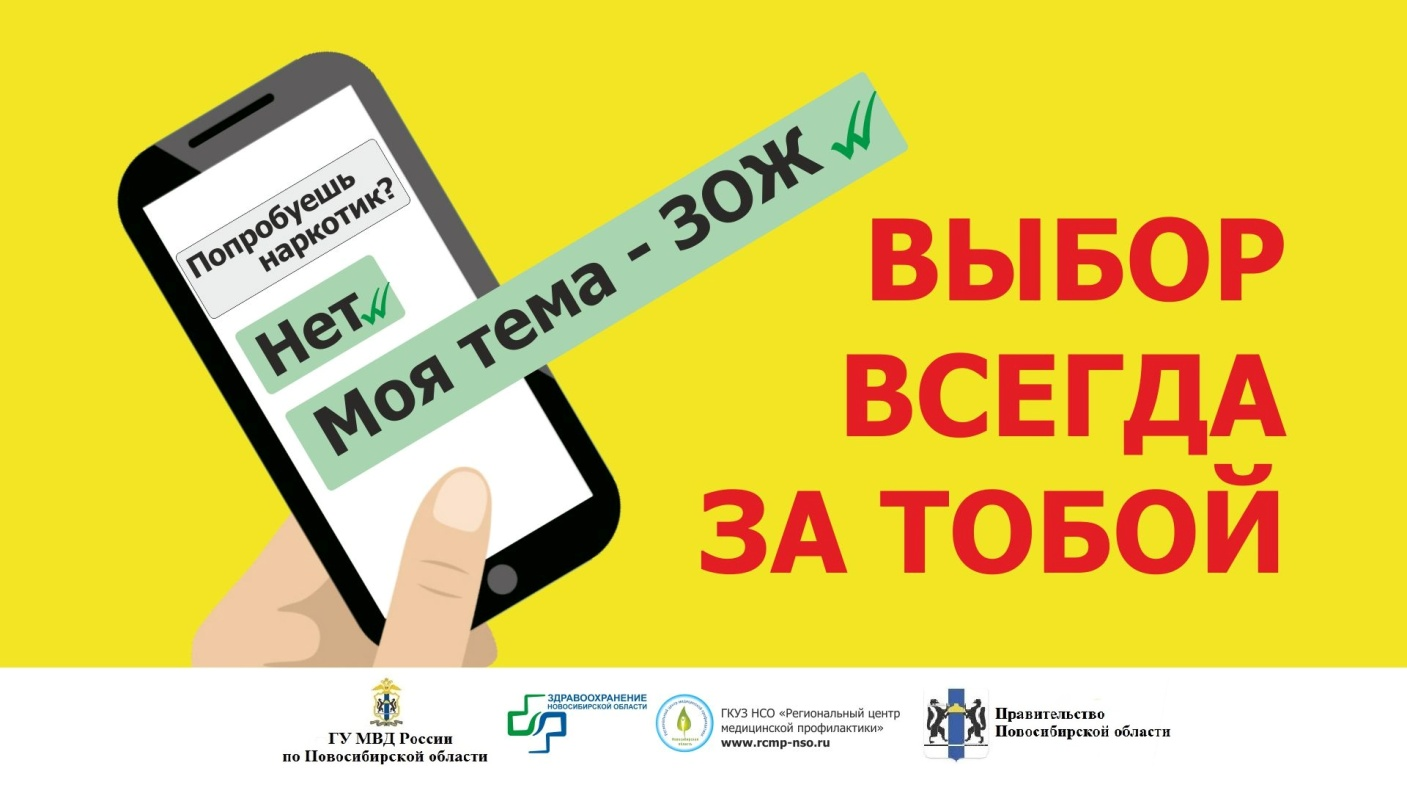 Попробуешь
наркотик?
Нет
Моя тема - ЗОЖ
ВЫБОР
ВСЕГДА
ЗА ТОБОЙ
ГУ МВД России
по Новосибирской области
ЗДРАВООХРАНЕНИЕ
НОВОСИБИРСКОЙ ОБЛАСТИ
ГКУЗ НСО «Региональный центр
медицинской профилактики»
www.rcmp-nso.ru
Правительство
Новосибирской области